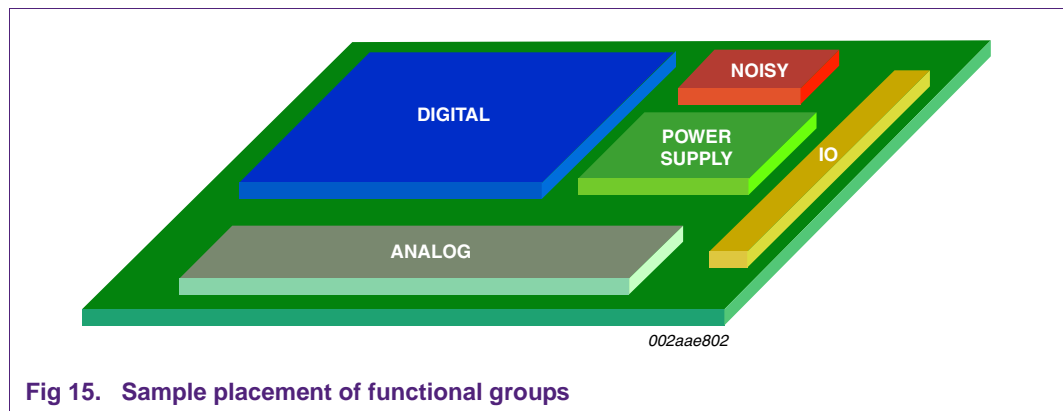 DIGITAL
NOISY
POWER
SUPPLY
IO
ANALOG
002aae802
Fig 15. Sample placement of functional groups